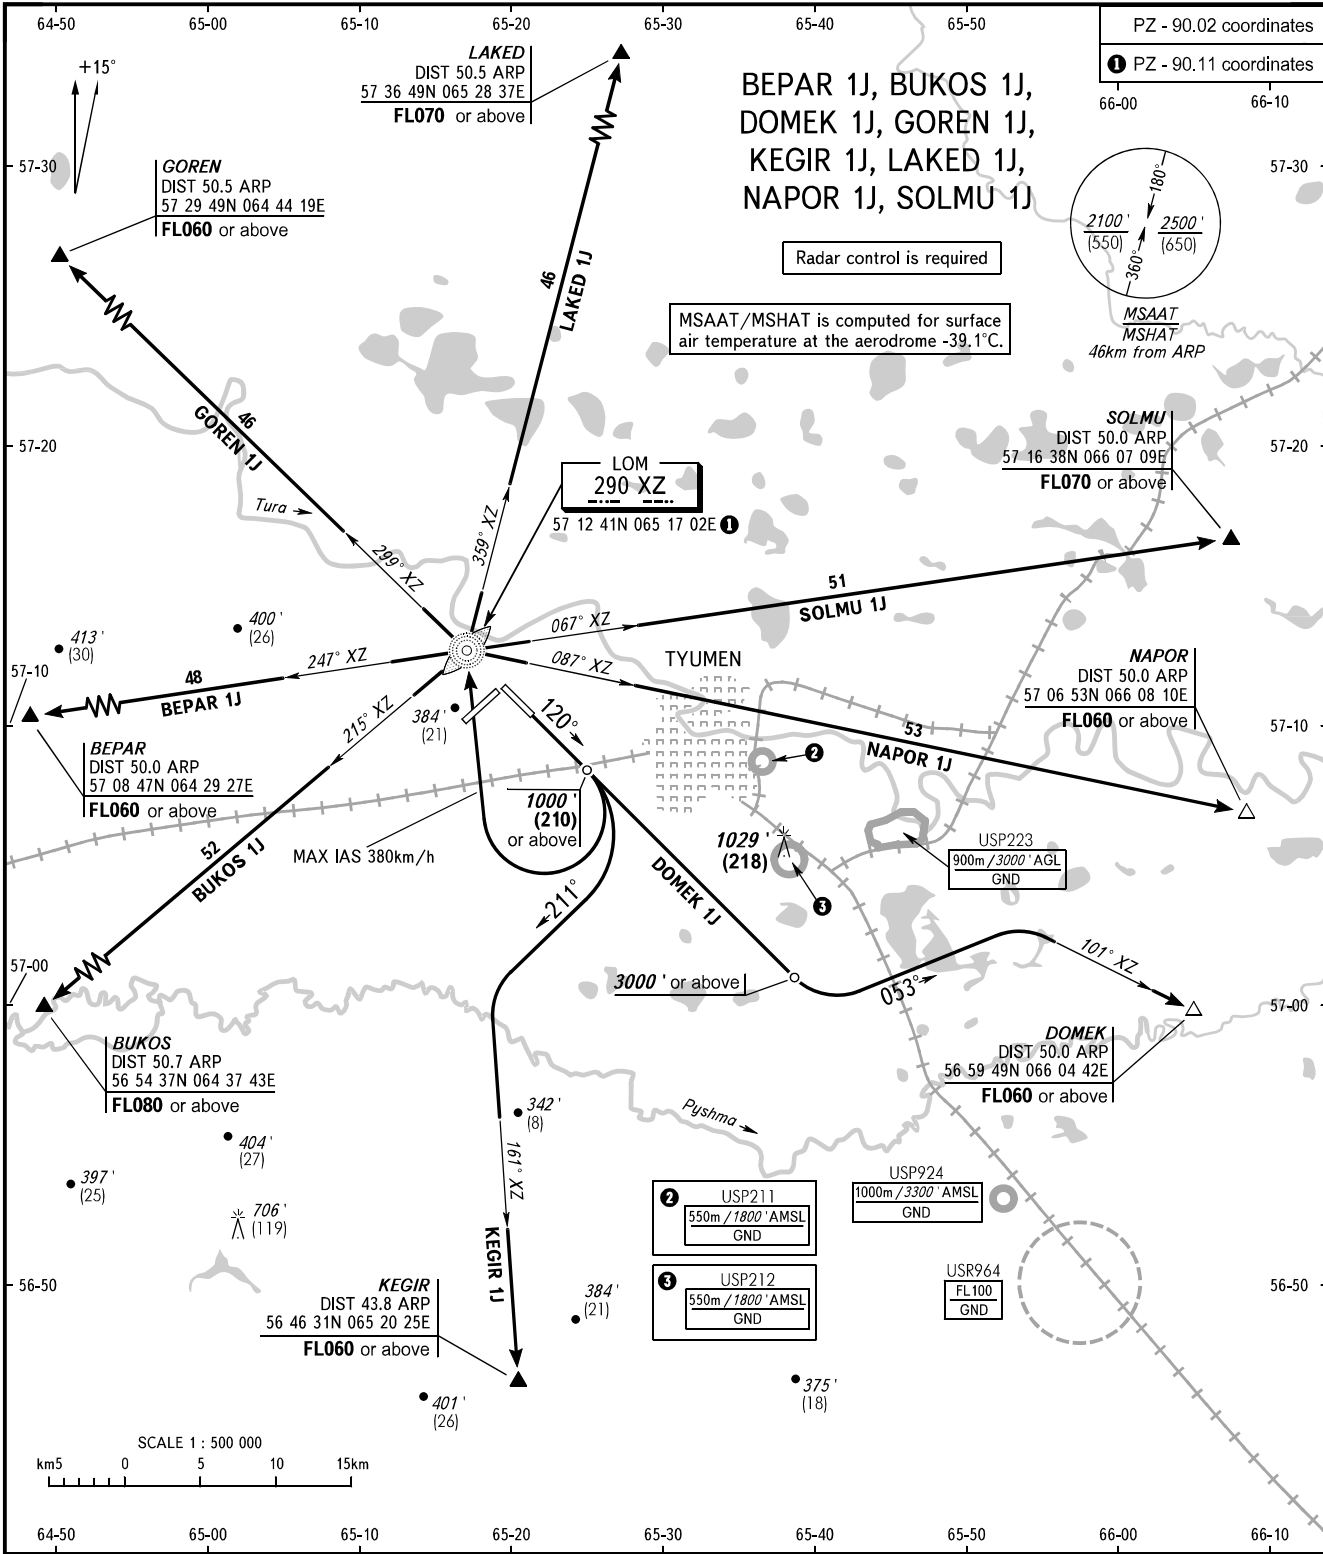 64-50 65-00 65-10 65-20 65-30 65-40 65-50
PZ - 90.02 coordinates
❶ PZ - 90.11 coordinates
66-00 66-10
+15°
LAKED
DIST 50.5 ARP
57 36 49N 065 28 37E
FL070 or above
BEPAR 1J, BUKOS 1J,
DOMEK 1J, GOREN 1J,
KEGIR 1J, LAKED 1J,
NAPOR 1J, SOLMU 1J
57-30
57-30
GOREN
DIST 50.5 ARP
57 29 49N 064 44 19E
FL060 or above
180°
360°
2100 '
(550)
2500 '
(650)
MSAAT
MSHAT
46km from ARP
Radar control is required
MSAAT/MSHAT is computed for surface
air temperature at the aerodrome -39.1°C.
46
LAKED 1J
46
GOREN 1J
57-20
57-20
SOLMU
DIST 50.0 ARP
57 16 38N 066 07 09E
FL070 or above
LOM
290 XZ
57 12 41N 065 17 02E ❶
Tura
299° XZ
359° XZ
51
SOLMU 1J
067° XZ
087° XZ
TYUMEN
400 '
(26)
413 '
(30)
247° XZ
57-10
57-10
48
BEPAR 1J
NAPOR
DIST 50.0 ARP
57 06 53N 066 08 10E
FL060 or above
53
NAPOR 1J
215° XZ
384 '
(21)
120°
BEPAR
DIST 50.0 ARP
57 08 47N 064 29 27E
FL060 or above
❷
1000 '
(210)
or above
MAX IAS 380km/h
1029 '
(218)
USP223
900m/3000 ' AGL
GND
52
BUKOS 1J
DOMEK 1J
❸
211°
57-00
57-00
3000 ' or above
053°
101° XZ
BUKOS
DIST 50.7 ARP
56 54 37N 064 37 43E
FL080 or above
DOMEK
DIST 50.0 ARP
56 59 49N 066 04 42E
FL060 or above
342 '
(8)
Pyshma
404 '
(27)
397 '
(25)
706 '
(119)
161° XZ
KEGIR 1J
❷ USP211
550m/1800 ' AMSL
GND
USP924
1000m/3300 ' AMSL
GND
❸ USP212
550m/1800 ' AMSL
GND
USR964
FL100
GND
56-50
56-50
KEGIR
DIST 43.8 ARP
56 46 31N 065 20 25E
FL060 or above
384 '
(21)
375 '
(18)
401 '
(26)
SCALE 1 : 500 000
km5 0 5 10 15km
64-50 65-00 65-10 65-20 65-30 65-40 65-50 66-00 66-10